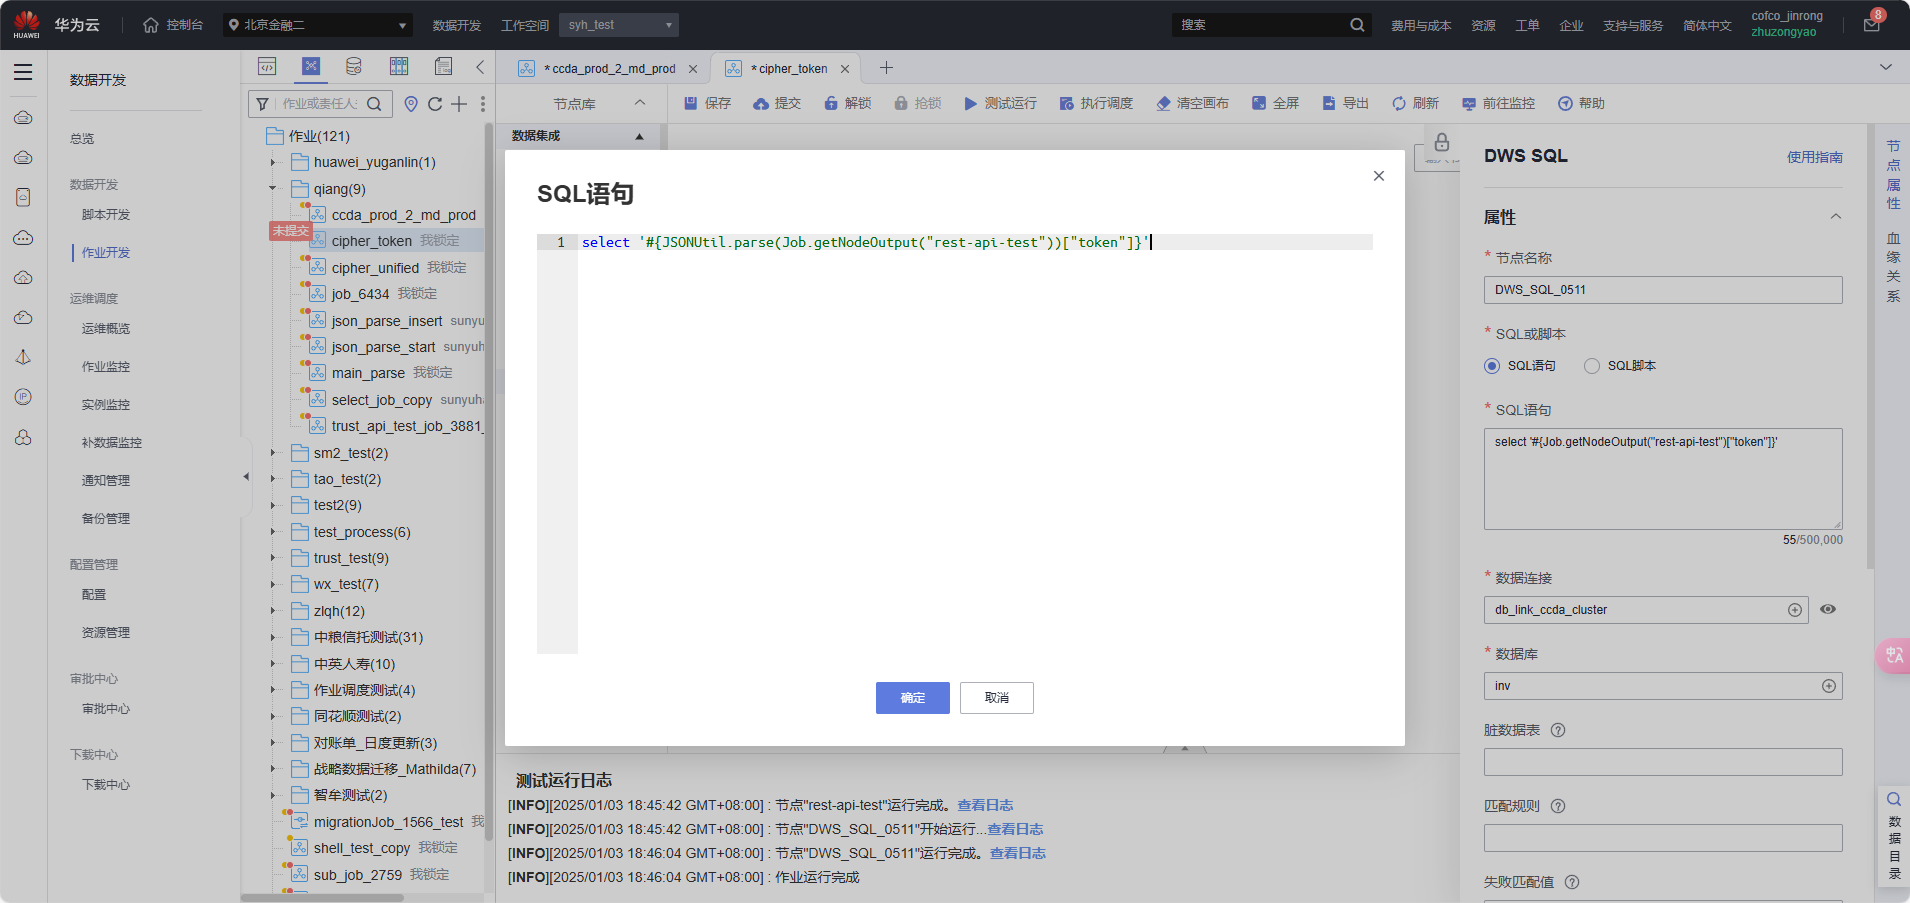 HUAWEI
华为云
控制台
北京金融二
数据开发
工作空间
syh_test
搜索
费用与成本
资源
工单
企业
支持与服务
简体中文
cofco_jinrong
zhuzongyao
8
数据开发
总览
数据开发
脚本开发
作业开发
运维调度
运维概览
作业监控
实例监控
补数据监控
通知管理
备份管理
配置管理
配置
资源管理
审批中心
审批中心
下载中心
下载中心
作业或责任人:
作业(121)
huawei_yuganlin(1)
qiang(9)
ccda_prod_2_md_prod
未提交
cipher_token 我锁定
cipher_unified 我锁定
job_6434 我锁定
json_parse_insert sunyu
json_parse_start sunyuh
main_parse 我锁定
select_job_copy sunyuha
trust_api_test_job_3881_
sm2_test(2)
tao_test(2)
test2(9)
test_process(6)
trust_test(9)
wx_test(7)
zlqh(12)
中粮信托测试(31)
中英人寿(10)
作业调度测试(4)
同花顺测试(2)
对账单_日度更新(3)
战略数据迁移_Mathilda(7)
智牟测试(2)
migrationJob_1566_test 我
shell_test_copy 我锁定
sub_job_2759 我锁定
* ccda_prod_2_md_prod
* cipher_token
节点库
保存
提交
解锁
抢锁
测试运行
执行调度
清空画布
全屏
导出
刷新
前往监控
帮助
数据集成
SQL语句
1 select '#{JSONUtil.parse(Job.getNodeOutput("rest-api-test"))["token"]}'
确定
取消
测试运行日志
[INFO][2025/01/03 18:45:42 GMT+08:00] : 节点"rest-api-test"运行完成。查看日志
[INFO][2025/01/03 18:45:42 GMT+08:00] : 节点"DWS_SQL_0511"开始运行...查看日志
[INFO][2025/01/03 18:46:04 GMT+08:00] : 节点"DWS_SQL_0511"运行完成。查看日志
[INFO][2025/01/03 18:46:04 GMT+08:00] : 作业运行完成
DWS SQL
使用指南
属性
* 节点名称
DWS_SQL_0511
* SQL或脚本
SQL语句
SQL脚本
* SQL语句
select '#{Job.getNodeOutput("rest-api-test")["token"]}'
55/500,000
* 数据连接
db_link_ccda_cluster
* 数据库
inv
脏数据表
匹配规则
失败匹配值
节点属性
血缘关系
数据目录